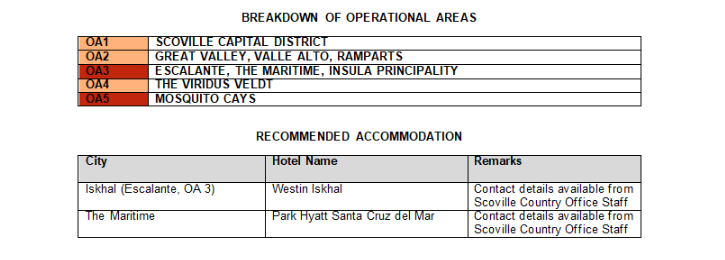 BREAKDOWN OF OPERATIONAL AREAS
OA1 SCOVILLE CAPITAL DISTRICT
OA2 GREAT VALLEY, VALLE ALTO, RAMPARTS
OA3 ESCALANTE, THE MARITIME, INSULA PRINCIPALITY
OA4 THE VIRIDUS VELDT
OA5 MOSQUITO CAYS
RECOMMENDED ACCOMMODATION
City Hotel Name Remarks
Iskhal (Escalante, OA 3) Westin Iskhal Contact details available from
Scoville Country Office Staff
The Maritime Park Hyatt Santa Cruz del Mar Contact details available from
Scoville Country Office Staff